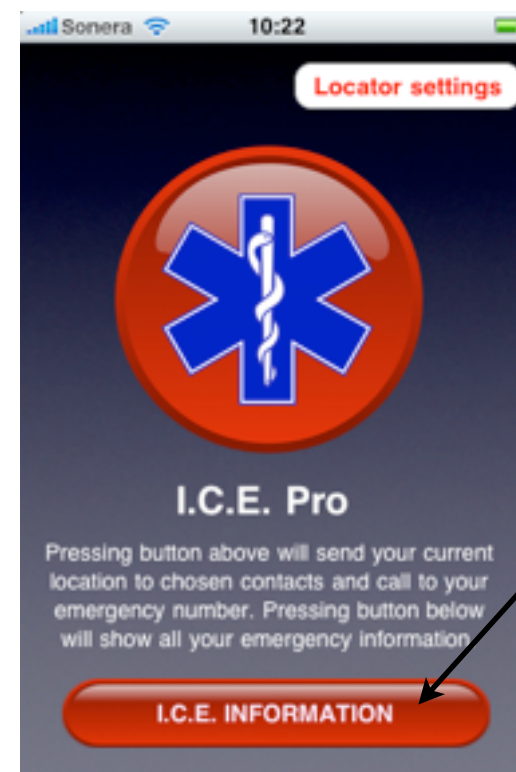 Sonera 10:22
Locator settings
I.C.E. Pro
Pressing button above will send your current
location to chosen contacts and call to your
emergency number. Pressing button below
will show all your emergency information
I.C.E. INFORMATION